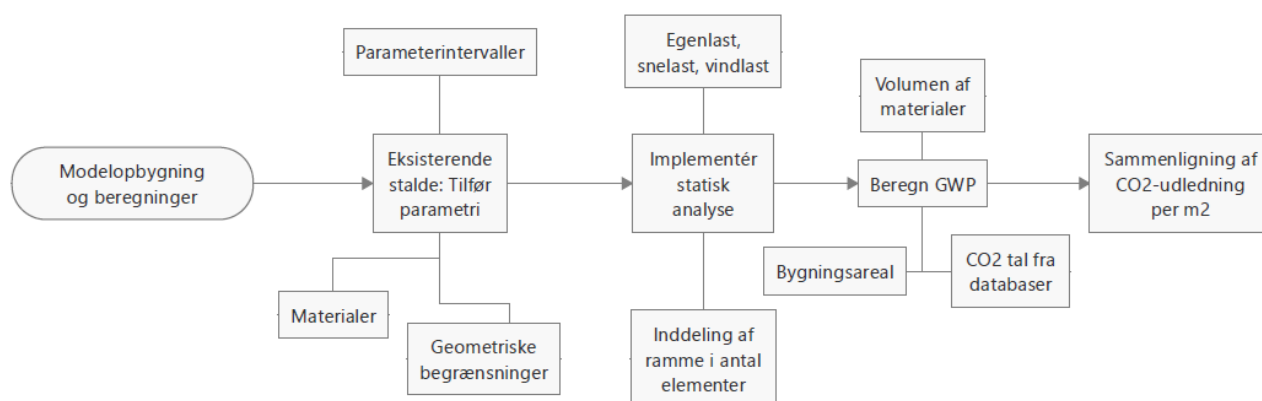 Parameterintervaller
Egenlast,
snelast, vindlast
Volumen af
materialer
Modelopbygning
og beregninger
Eksisterende
stalde: Tilfør
parametri
Implementér
statisk
analyse
Beregn GWP
Sammenligning af
CO2-udledning
per m2
Materialer
Geometriske
begrænsninger
Inddeling af
ramme i antal
elementer
Bygningsareal
CO2 tal fra
databaser